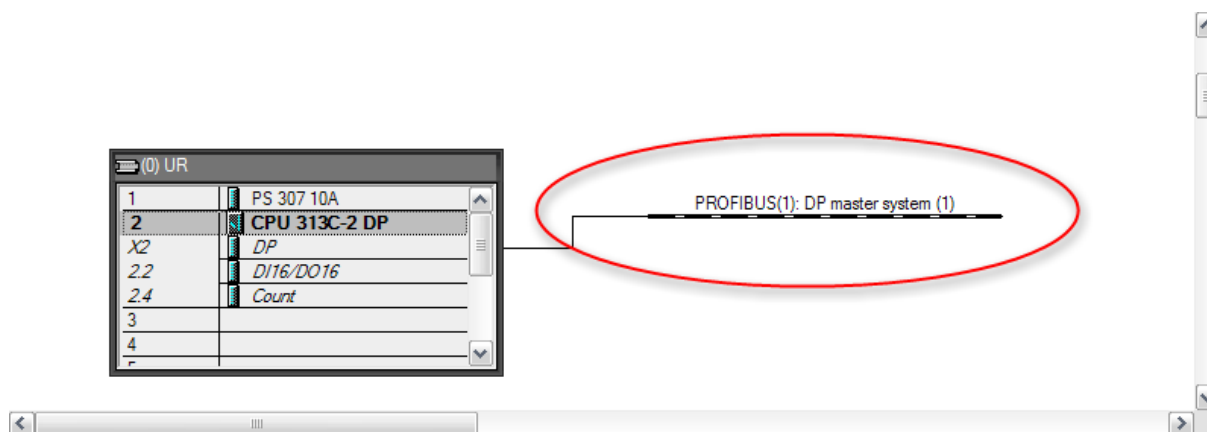 (0) UR
1 PS 307 10A
2 CPU 313C-2 DP
X2 DP
2.2 DI16/DO16
2.4 Count
3
4
PROFIBUS(1): DP master system (1)